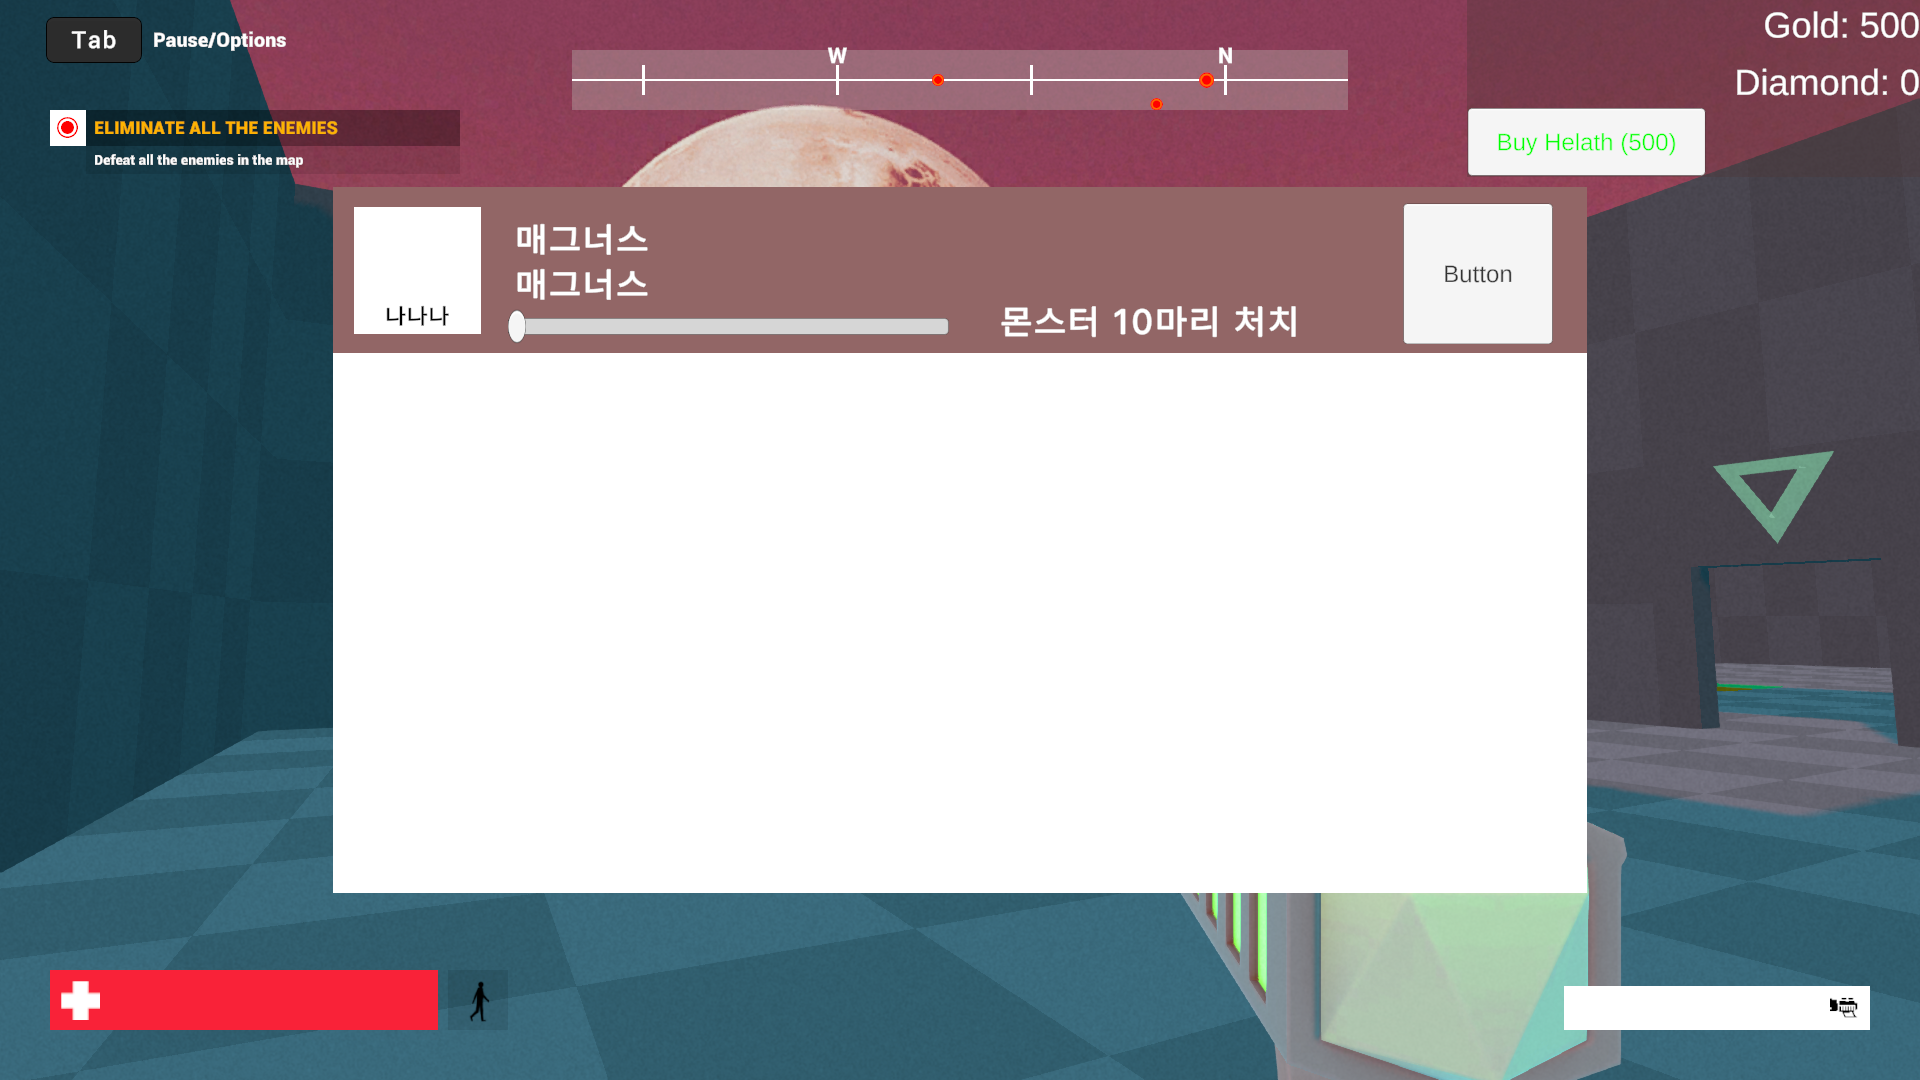 Tab Pause/Options
W N
Gold: 500
Diamond: 0
ELIMINATE ALL THE ENEMIES
Defeat all the enemies in the map
Buy Helath (500)
매그너스
매그너스
나나나
몬스터 10마리 처치
Button